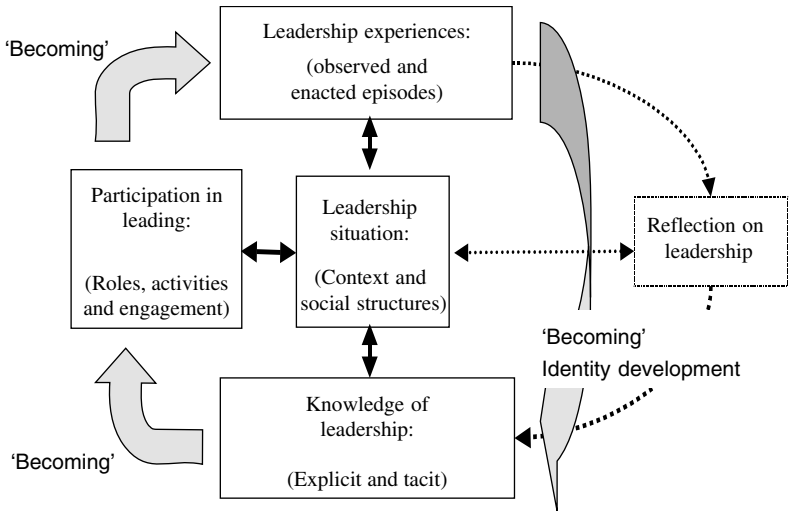 Leadership experiences:
(observed and
enacted episodes)
‘Becoming’
Participation in
leading:
(Roles, activities
and engagement)
Leadership
situation:
(Context and
social structures)
Reflection on
leadership
‘Becoming’
Identity development
Knowledge of
leadership:
(Explicit and tacit)
‘Becoming’